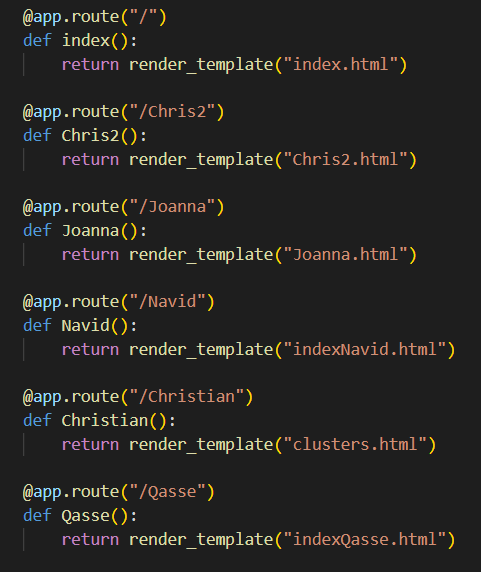 @app.route("/")
def index():
    return render_template("index.html")

@app.route("/Chris2")
def Chris2():
    return render_template("Chris2.html")

@app.route("/Joanna")
def Joanna():
    return render_template("Joanna.html")

@app.route("/Navid")
def Navid():
    return render_template("indexNavid.html")

@app.route("/Christian")
def Christian():
    return render_template("clusters.html")

@app.route("/Qasse")
def Qasse():
    return render_template("indexQasse.html")